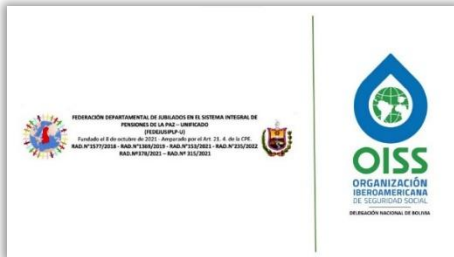 FEDERACIÓN DEPARTAMENTAL DE JUBILADOS EN EL SISTEMA INTEGRAL DE
PENSIONES DE LA PAZ – UNIFICADO
(FEDEJUSIPLP-U)
Fundado el 8 de octubre de 2021 - Amparado por el Art. 21. 4. de la CPE.
RAD.N°1577/2018 - RAD.N°1369/2019 - RAD.N°153/2021 - RAD.N°235/2022
RAD.N°378/2021 – RAD.N° 315/2021
OISS
ORGANIZACIÓN
IBEROAMERICANA
DE SEGURIDAD SOCIAL
DELEGACIÓN NACIONAL DE BOLIVIA